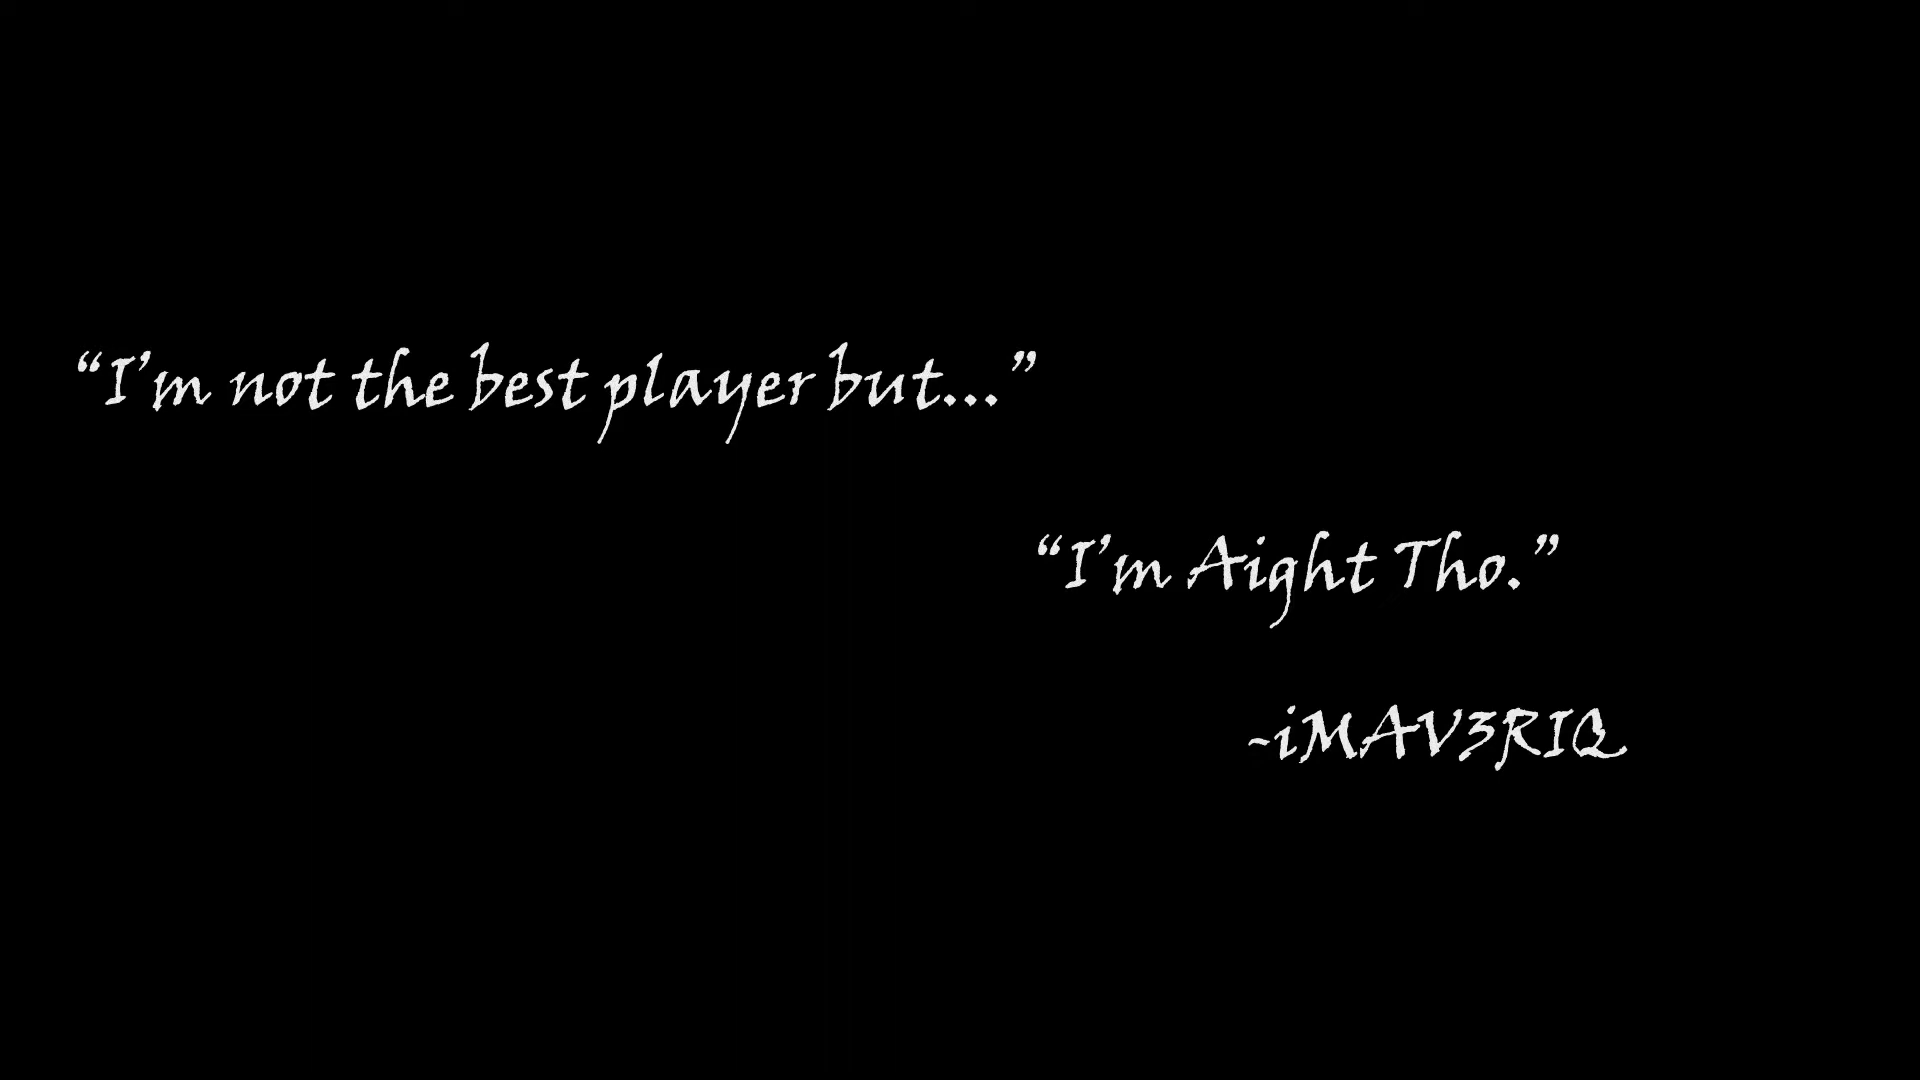 “I’m not the best player but...”
“I’m Aight Tho.”
-iMAV3RIQ